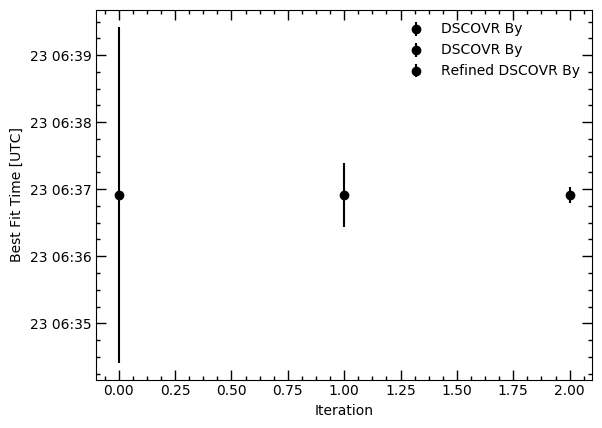 DSCOVR By
DSCOVR By
Refined DSCOVR By
Best Fit Time [UTC]
23 06:39
23 06:38
23 06:37
23 06:36
23 06:35
0.00 0.25 0.50 0.75 1.00 1.25 1.50 1.75 2.00
Iteration